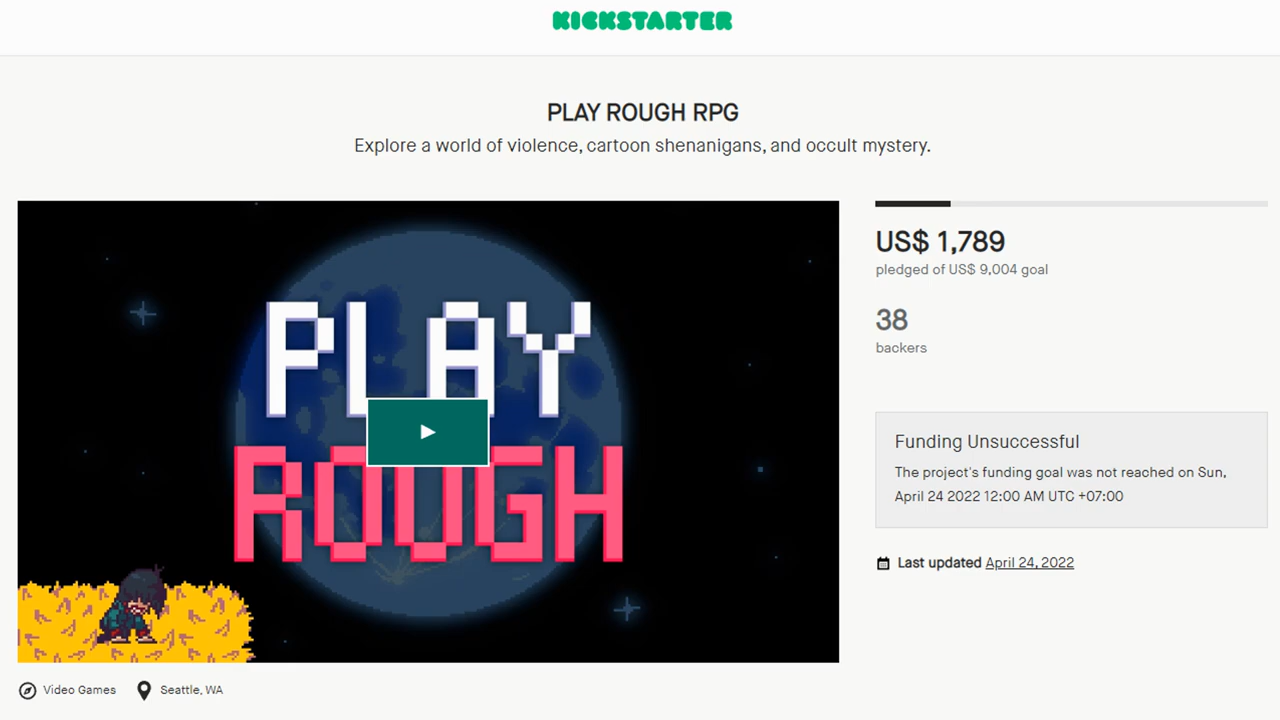 KICKSTARTER
PLAY ROUGH RPG
Explore a world of violence, cartoon shenanigans, and occult mystery.
PLAY
ROUGH
US$ 1,789
pledged of US$ 9,004 goal
38
backers
Funding Unsuccessful
The project's funding goal was not reached on Sun,
April 24 2022 12:00 AM UTC +07:00
Last updated April 24, 2022
Video Games Seattle, WA